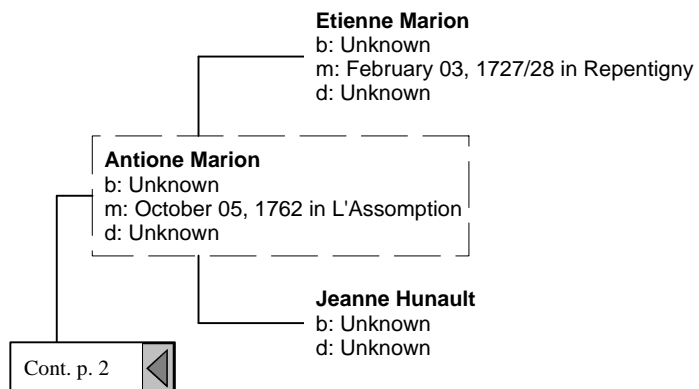 Etienne Marion
b: Unknown
m: February 03, 1727/28 in Repentigny
d: Unknown
Antione Marion
b: Unknown
m: October 05, 1762 in L'Assomption
d: Unknown
Jeanne Hunault
b: Unknown
d: Unknown
Cont. p. 2